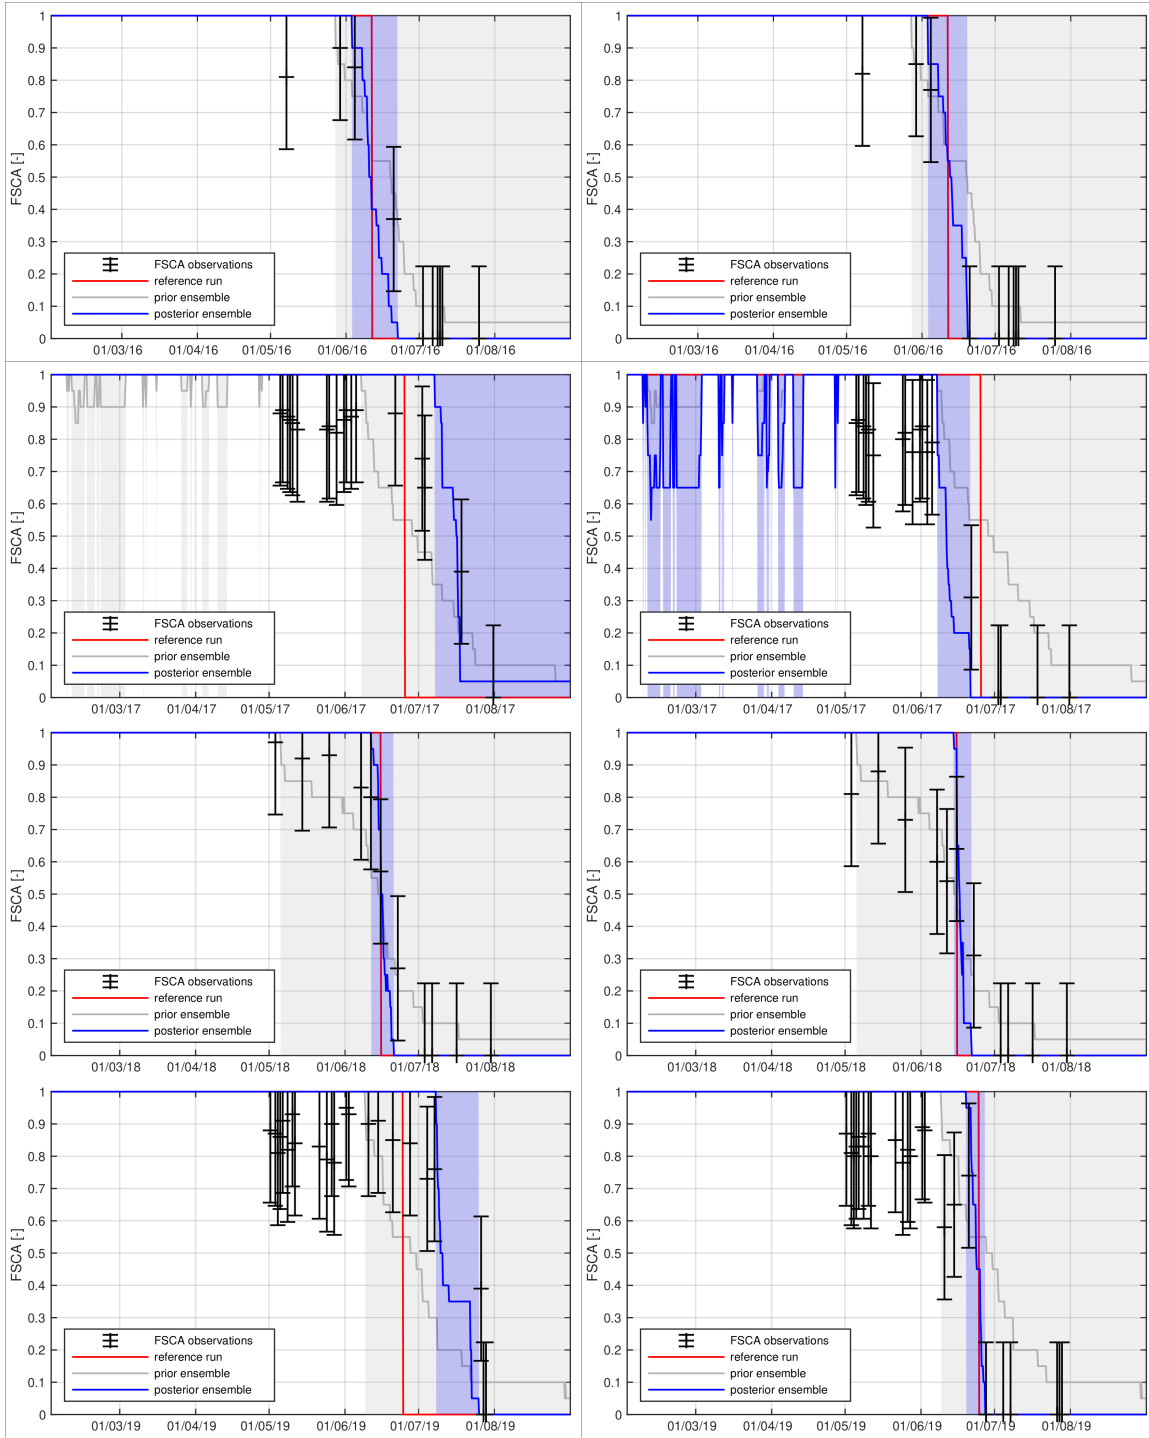 1
0.9
0.8
0.7
0.6
0.5
0.4
0.3
0.2
0.1
0
FSCA [-]
FSCA observations
reference run
prior ensemble
posterior ensemble
01/03/16 01/04/16 01/05/16 01/06/16 01/07/16 01/08/16
1
0.9
0.8
0.7
0.6
0.5
0.4
0.3
0.2
0.1
0
FSCA [-]
FSCA observations
reference run
prior ensemble
posterior ensemble
01/03/16 01/04/16 01/05/16 01/06/16 01/07/16 01/08/16
1
0.9
0.8
0.7
0.6
0.5
0.4
0.3
0.2
0.1
0
FSCA [-]
FSCA observations
reference run
prior ensemble
posterior ensemble
01/03/17 01/04/17 01/05/17 01/06/17 01/07/17 01/08/17
1
0.9
0.8
0.7
0.6
0.5
0.4
0.3
0.2
0.1
0
FSCA [-]
FSCA observations
reference run
prior ensemble
posterior ensemble
01/03/17 01/04/17 01/05/17 01/06/17 01/07/17 01/08/17
1
0.9
0.8
0.7
0.6
0.5
0.4
0.3
0.2
0.1
0
FSCA [-]
FSCA observations
reference run
prior ensemble
posterior ensemble
01/03/18 01/04/18 01/05/18 01/06/18 01/07/18 01/08/18
1
0.9
0.8
0.7
0.6
0.5
0.4
0.3
0.2
0.1
0
FSCA [-]
FSCA observations
reference run
prior ensemble
posterior ensemble
01/03/18 01/04/18 01/05/18 01/06/18 01/07/18 01/08/18
1
0.9
0.8
0.7
0.6
0.5
0.4
0.3
0.2
0.1
0
FSCA [-]
FSCA observations
reference run
prior ensemble
posterior ensemble
01/03/19 01/04/19 01/05/19 01/06/19 01/07/19 01/08/19
1
0.9
0.8
0.7
0.6
0.5
0.4
0.3
0.2
0.1
0
FSCA [-]
FSCA observations
reference run
prior ensemble
posterior ensemble
01/03/19 01/04/19 01/05/19 01/06/19 01/07/19 01/08/19